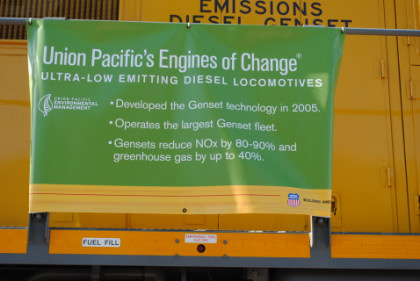 EMISSIONS
DIESEL GENSET
Union Pacific's Engines of Change®
ULTRA-LOW EMITTING DIESEL LOCOMOTIVES
UNION PACIFIC
ENVIRONMENTAL
MANAGEMENT
• Developed the Genset technology in 2005.
• Operates the largest Genset fleet.
• Gensets reduce NOx by 80-90% and
greenhouse gas by up to 40%.
BUILDING AME
FUEL FILL